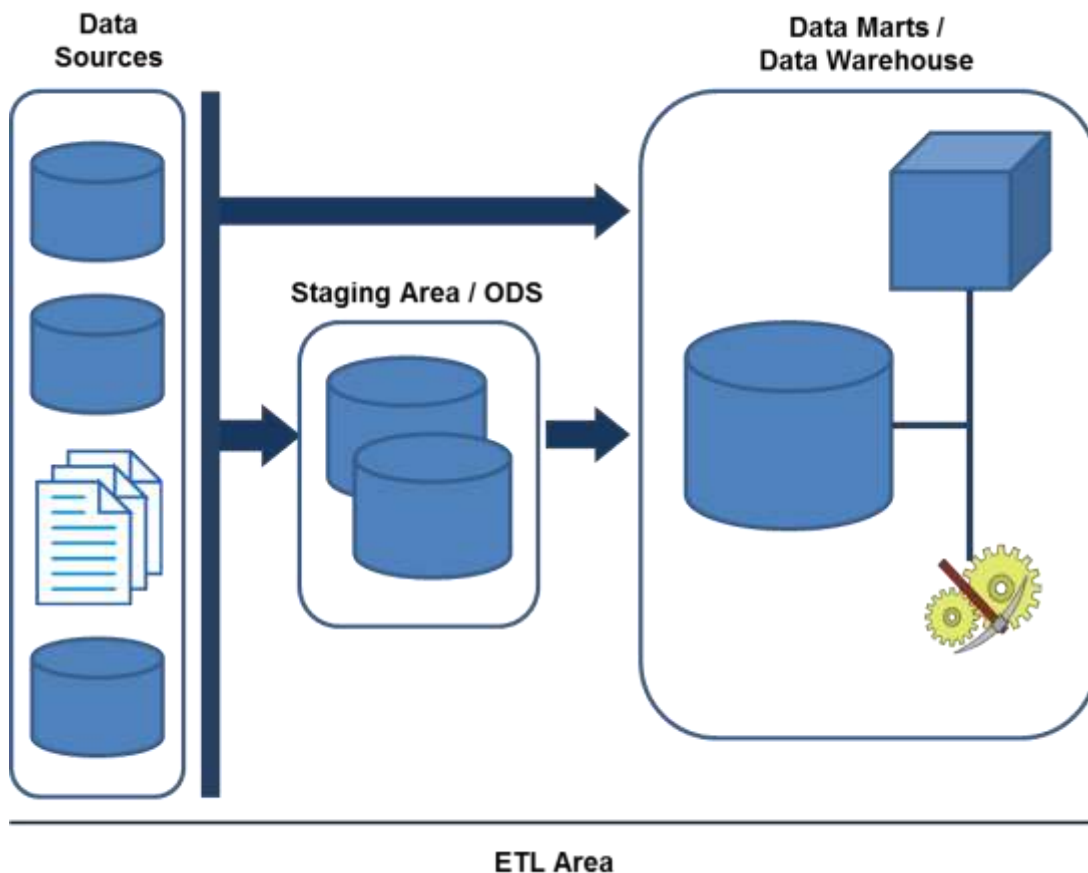 Data
Sources
Data Marts /
Data Warehouse
Staging Area / ODS
ETL Area